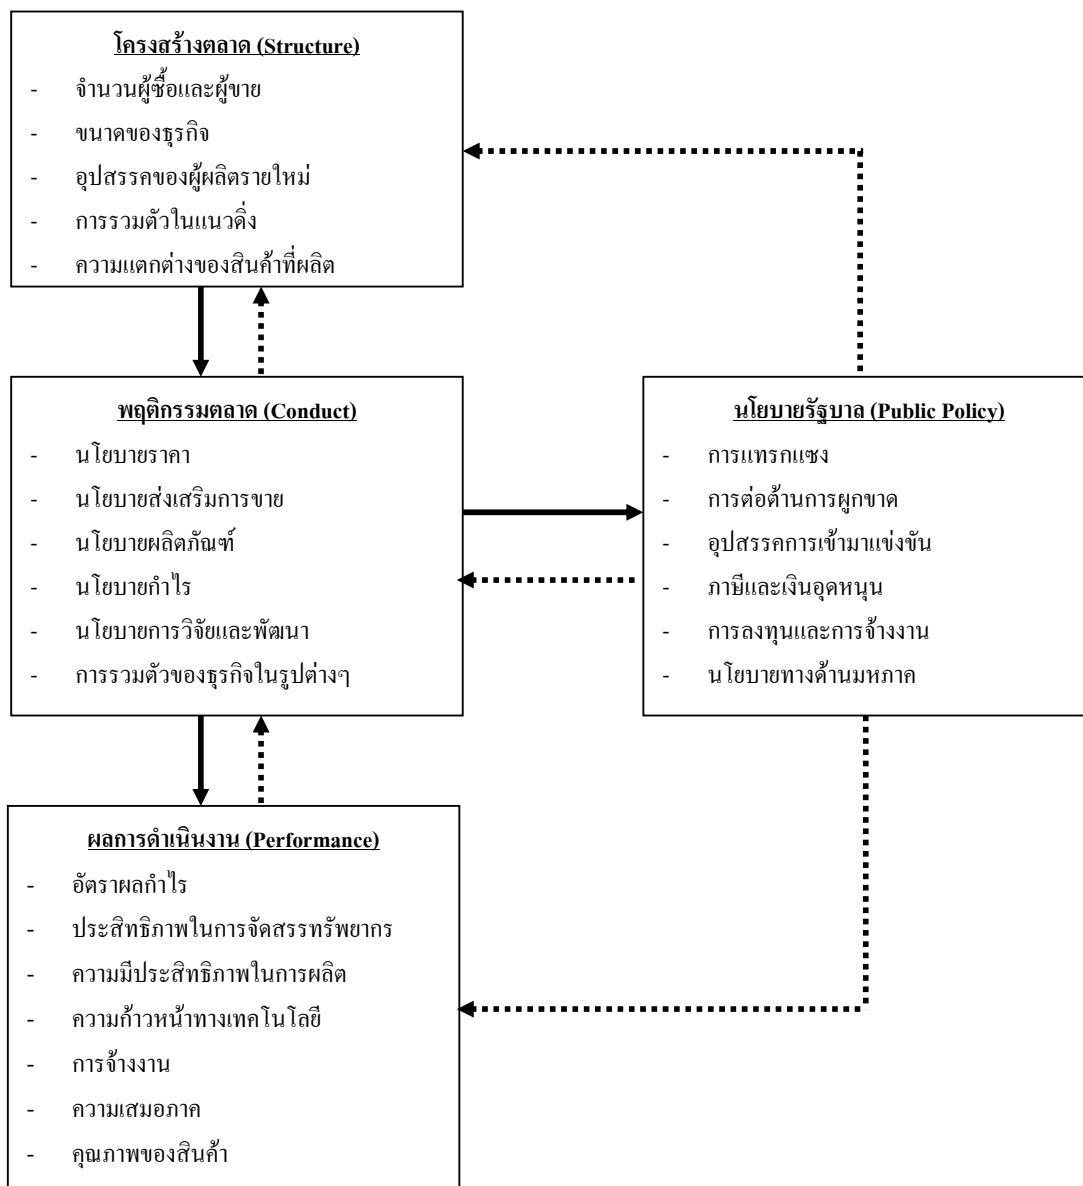 โครงสร้างตลาด (Structure)
- จำนวนผู้ซื้อและผู้ขาย
- ขนาดของธุรกิจ
- อุปสรรคของผู้ผลิตรายใหม่
- การรวมตัวในแนวดิ่ง
- ความแตกต่างของสินค้าที่ผลิต
พฤติกรรมตลาด (Conduct)
- นโยบายราคา
- นโยบายส่งเสริมการขาย
- นโยบายผลิตภัณฑ์
- นโยบายกำไร
- นโยบายการวิจัยและพัฒนา
- การรวมตัวของธุรกิจในรูปต่างๆ
นโยบายรัฐบาล (Public Policy)
- การแทรกแซง
- การต่อต้านการผูกขาด
- อุปสรรคการเข้ามาแข่งขัน
- ภาษีและเงินอุดหนุน
- การลงทุนและการจ้างงาน
- นโยบายทางด้านมหภาค
ผลการดำเนินงาน (Performance)
- อัตราผลกำไร
- ประสิทธิภาพในการจัดสรรทรัพยากร
- ความมีประสิทธิภาพในการผลิต
- ความก้าวหน้าทางเทคโนโลยี
- การจ้างงาน
- ความเสมอภาค
- คุณภาพของสินค้า